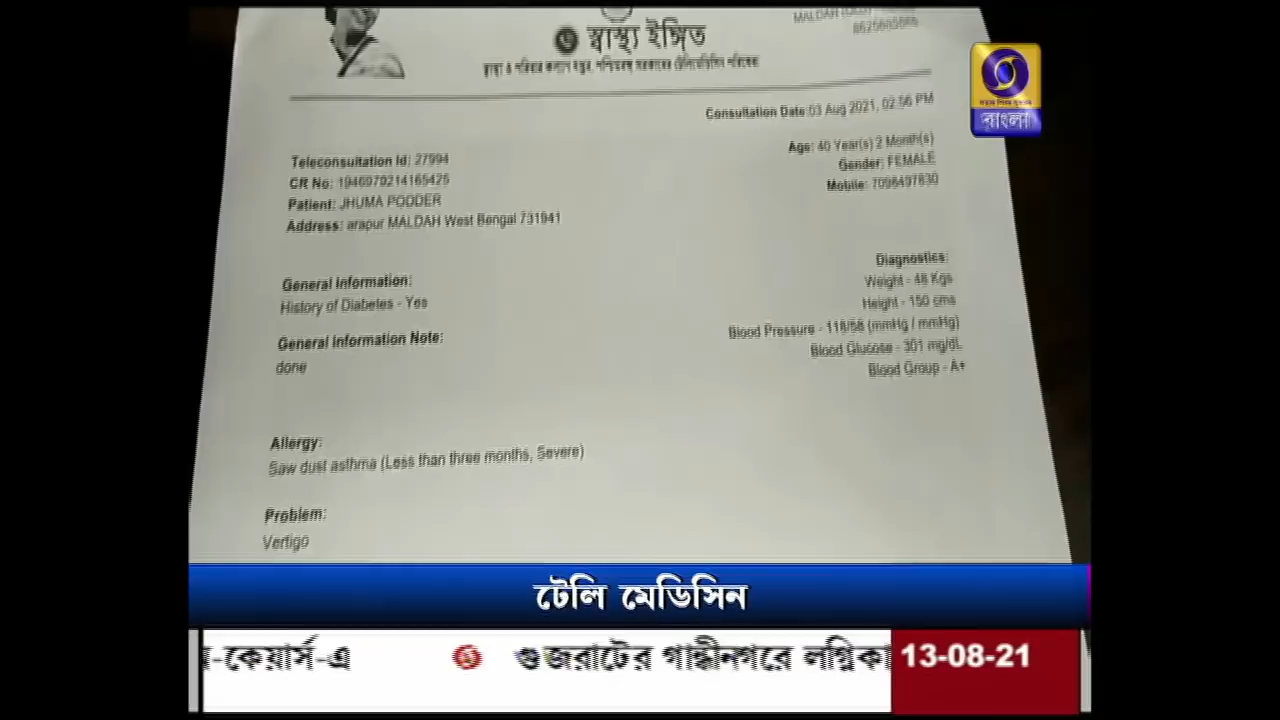 MALDAH
স্বাস্থ্য ইঙ্গিত
Consultation Date:03 Aug 2021, 02:56 PM
বাংলা
Teleconsultation Id: 27994
Age: 40 Year(s) 2 Month(s)
CR No: 1946970214165425
Gender: FEMALE
Patient: JHUMA PODDER
Mobile:
Address: arapur MALDAH West Bengal 731941
General Information:
Diagnostics:
History of Diabetes - Yes
Weight - 48 Kgs
Height - 150 cms
General Information Note:
Blood Pressure - 118/58 (mmHg / mmHg)
done
Blood Glucose - 301 mg/dL
Blood Group - A+
Allergy:
Saw dust asthma (Less than three months, Severe)
Problem:
Vertigo
টেলি মেডিসিন
-কেয়ার্স-এ গুজরাটের গান্ধীনগরে
13-08-21